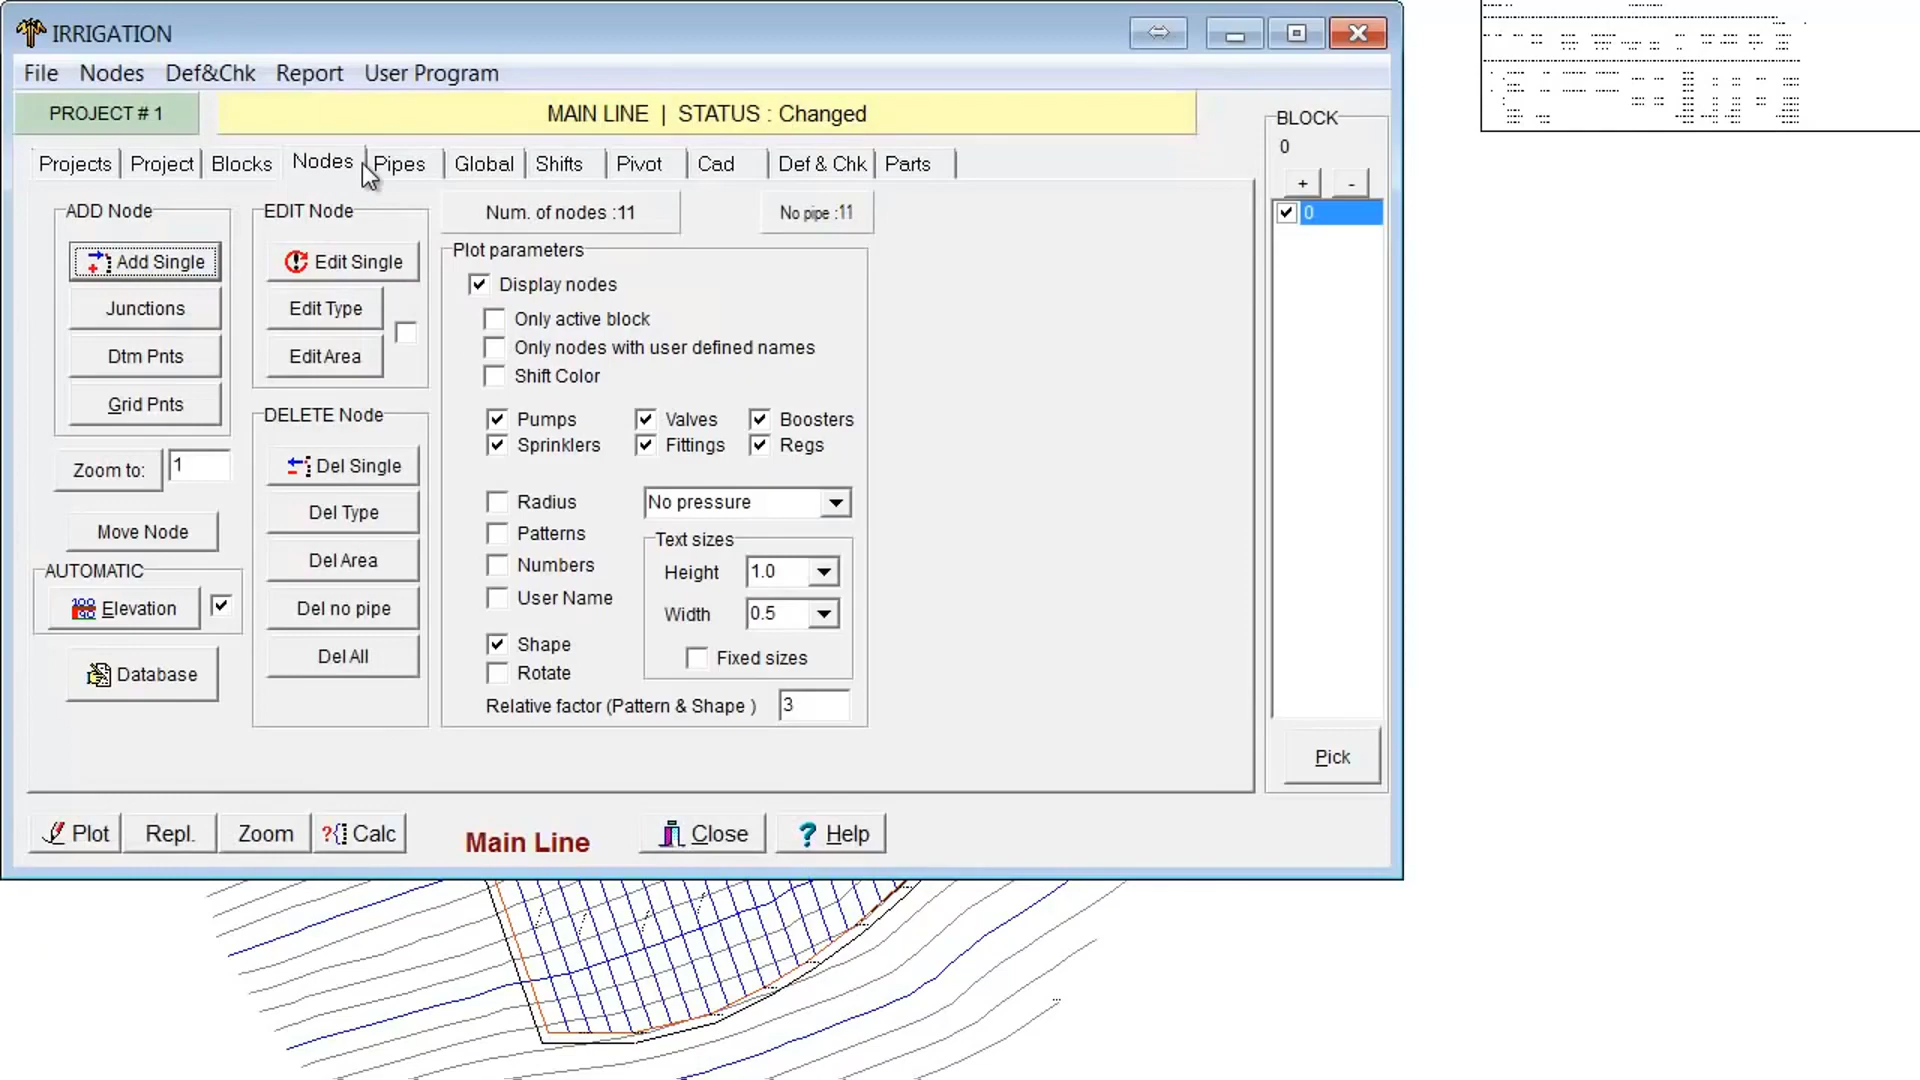 IRRIGATION
File Nodes Def&Chk Report User Program
PROJECT # 1
MAIN LINE | STATUS : Changed
BLOCK
0
Projects Project Blocks Nodes Pipes Global Shifts Pivot Cad Def & Chk Parts
+ -
0
ADD Node
Add Single
Junctions
Dtm Pnts
Grid Pnts
Zoom to: 1
Move Node
AUTOMATIC
Elevation
Database
EDIT Node
Edit Single
Edit Type
Edit Area
DELETE Node
Del Single
Del Type
Del Area
Del no pipe
Del All
Num. of nodes :11
No pipe :11
Plot parameters
Display nodes
Only active block
Only nodes with user defined names
Shift Color
Pumps Valves Boosters
Sprinklers Fittings Regs
Radius
Patterns
Numbers
User Name
Shape
Rotate
No pressure
Text sizes
Height 1.0
Width 0.5
Fixed sizes
Relative factor (Pattern & Shape ) 3
Pick
Plot Repl. Zoom Calc Main Line Close Help